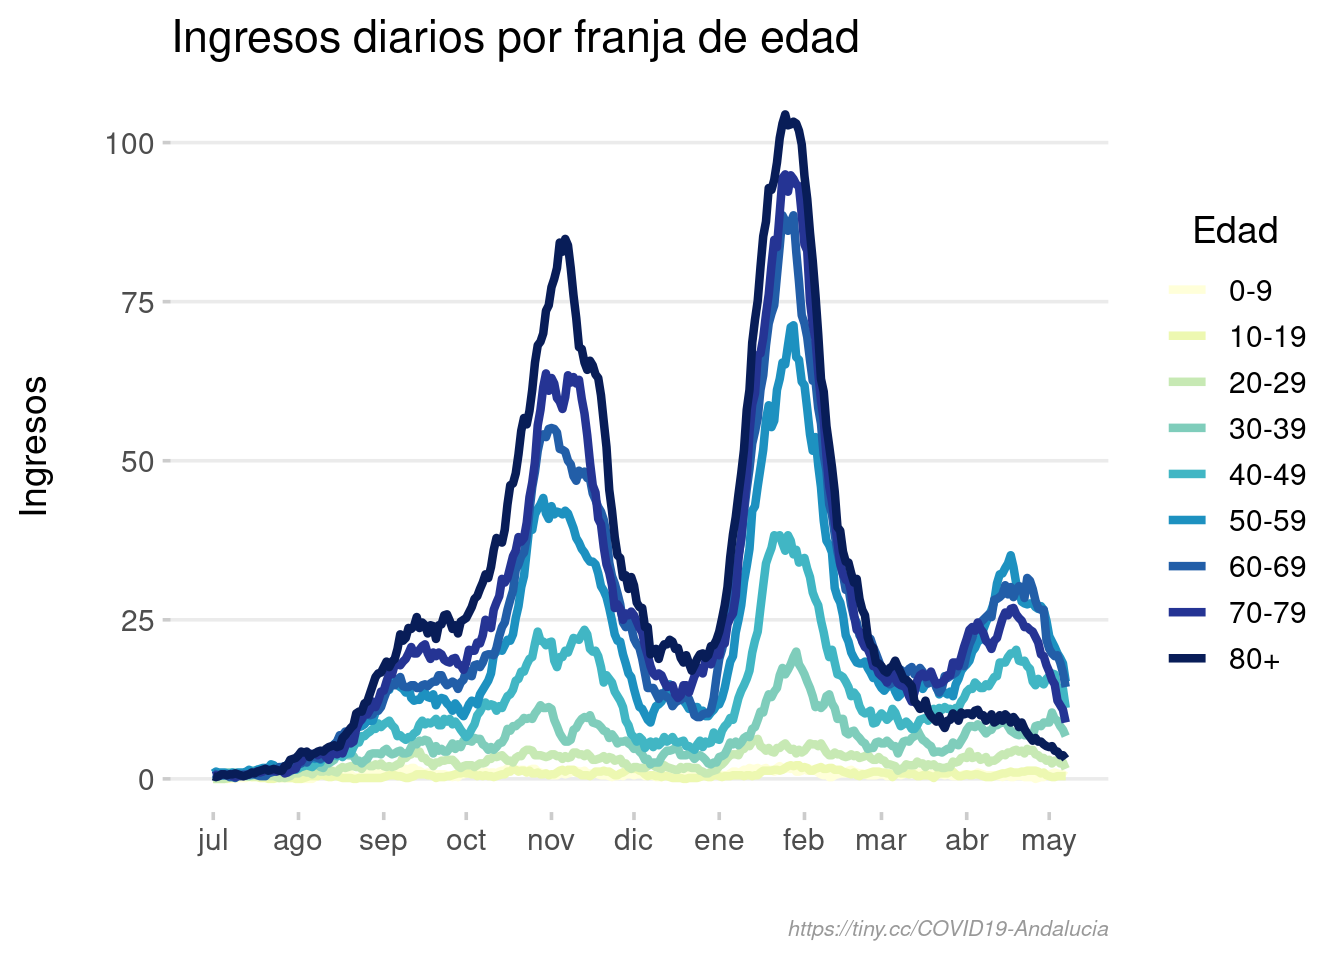 Ingresos diarios por franja de edad
Ingresos
100
75
50
25
0
jul ago sep oct nov dic ene feb mar abr may
Edad
0-9
10-19
20-29
30-39
40-49
50-59
60-69
70-79
80+
https://tiny.cc/COVID19-Andalucia